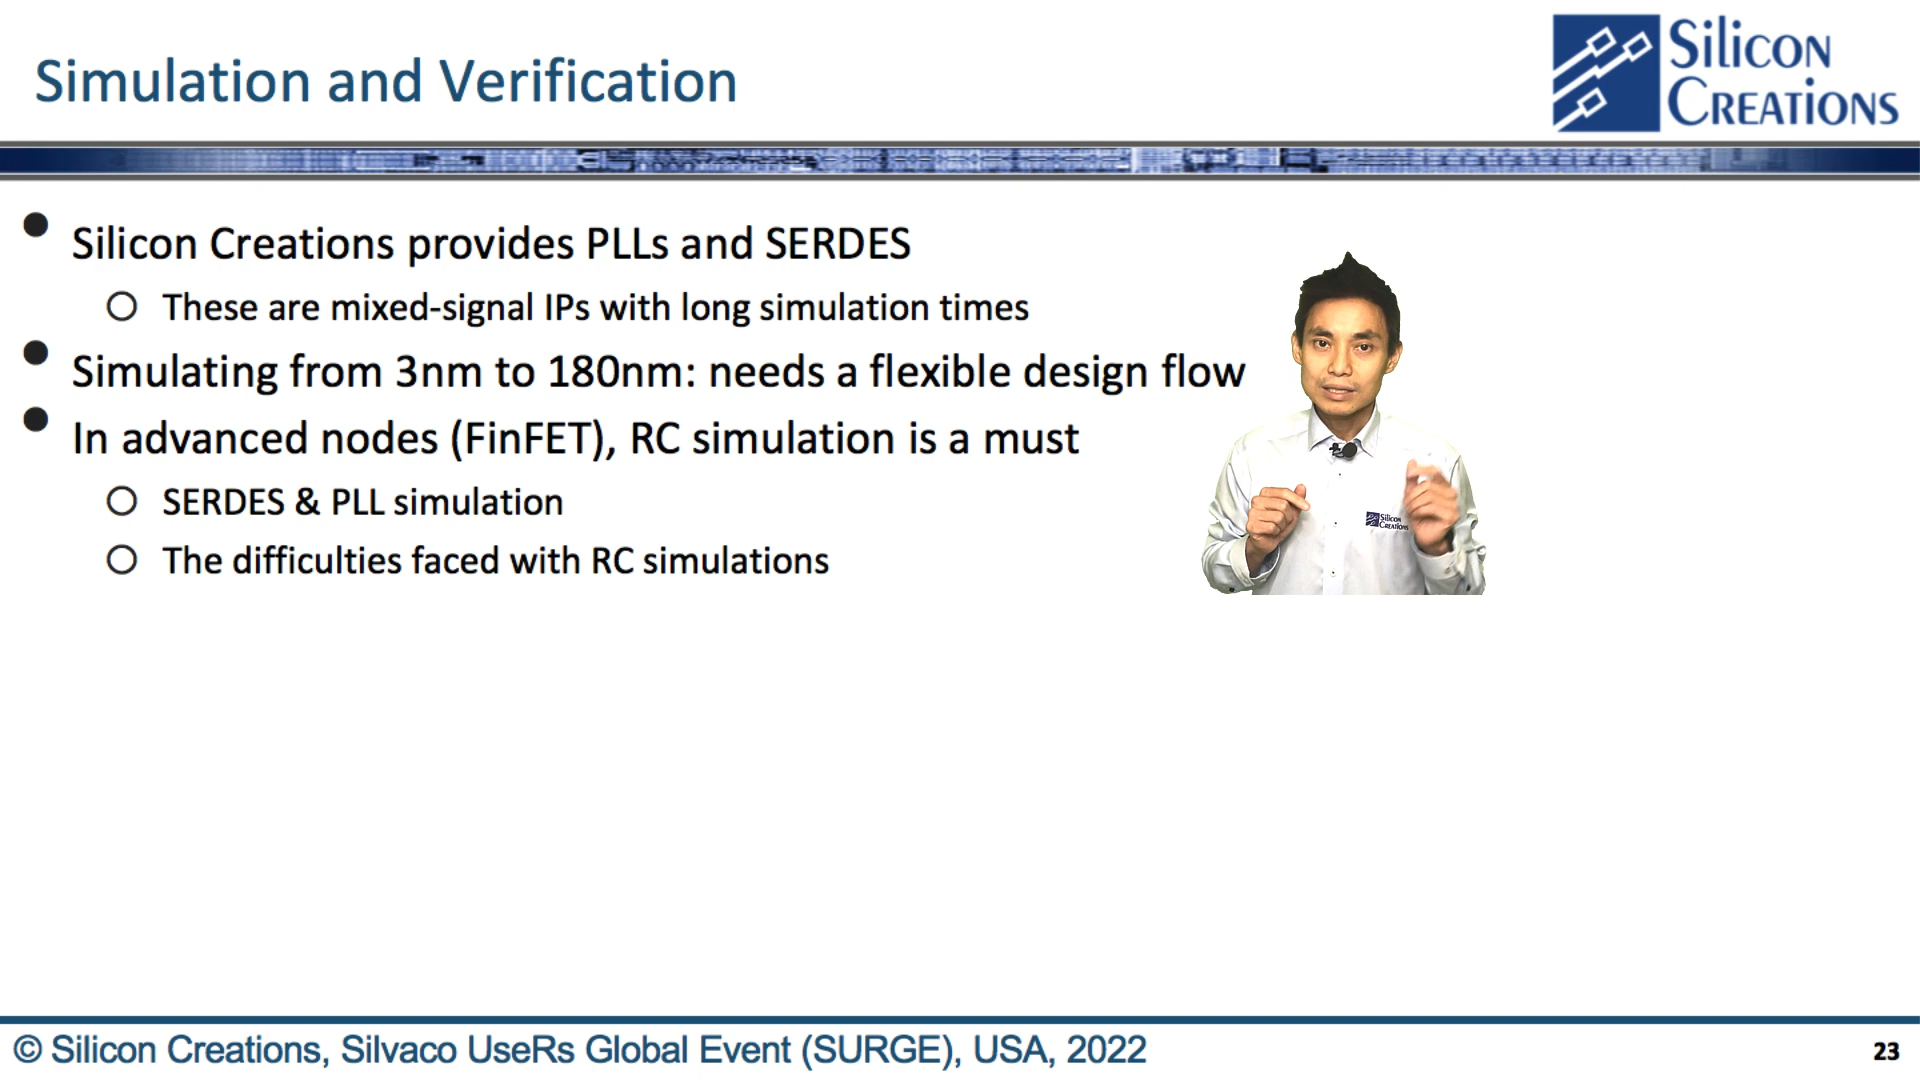 Simulation and Verification
Silicon
Creations
Silicon Creations provides PLLs and SERDES
These are mixed-signal IPs with long simulation times
Simulating from 3nm to 180nm: needs a flexible design flow
In advanced nodes (FinFET), RC simulation is a must
SERDES & PLL simulation
The difficulties faced with RC simulations
Silicon
Creations
© Silicon Creations, Silvaco UseRs Global Event (SURGE), USA, 2022
23